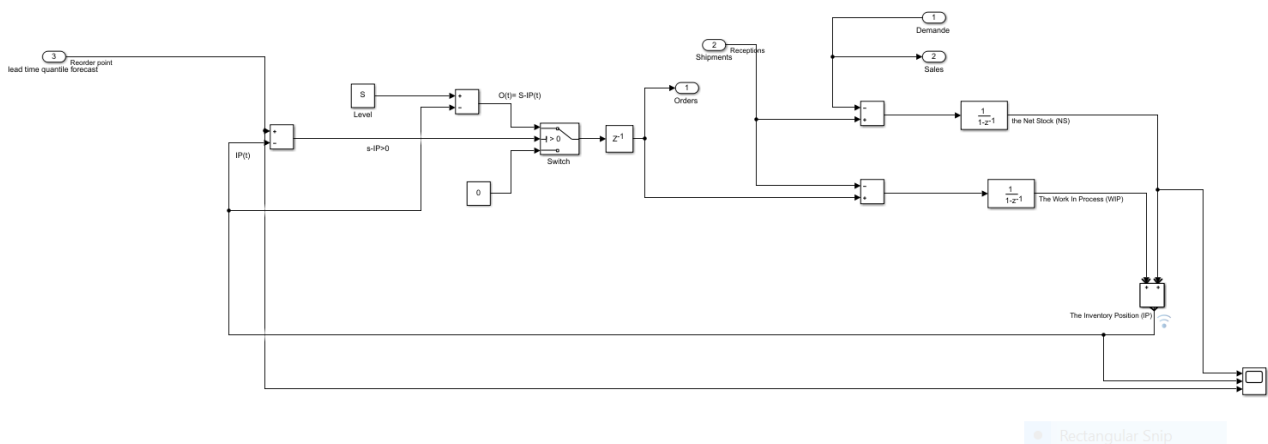 1
Demande
2
Shipments
Receptions
2
Sales
3
Reorder point
lead time quantile forecast
S
Level
+
−
O(t)= S-IP(t)
1
Orders
−
+
1
1-z-1
the Net Stock (NS)
+
−
IP(t)
s-IP>0
> 0
Switch
z-1
0
−
+
1
1-z-1
The Work In Process (WIP)
+ +
The Inventory Position (IP)
Rectangular Snip